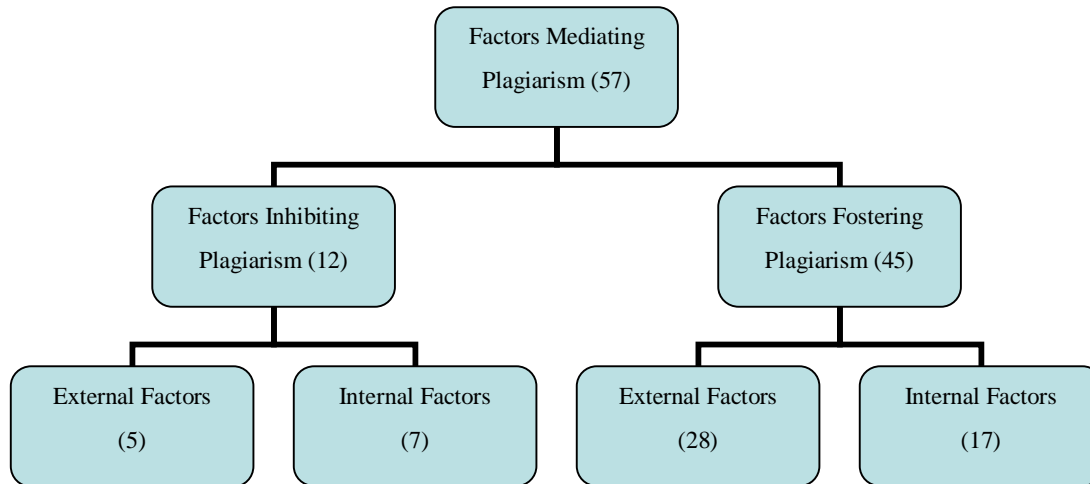 Factors Mediating
Plagiarism (57)
Factors Inhibiting
Plagiarism (12)
Factors Fostering
Plagiarism (45)
External Factors
(5)
Internal Factors
(7)
External Factors
(28)
Internal Factors
(17)